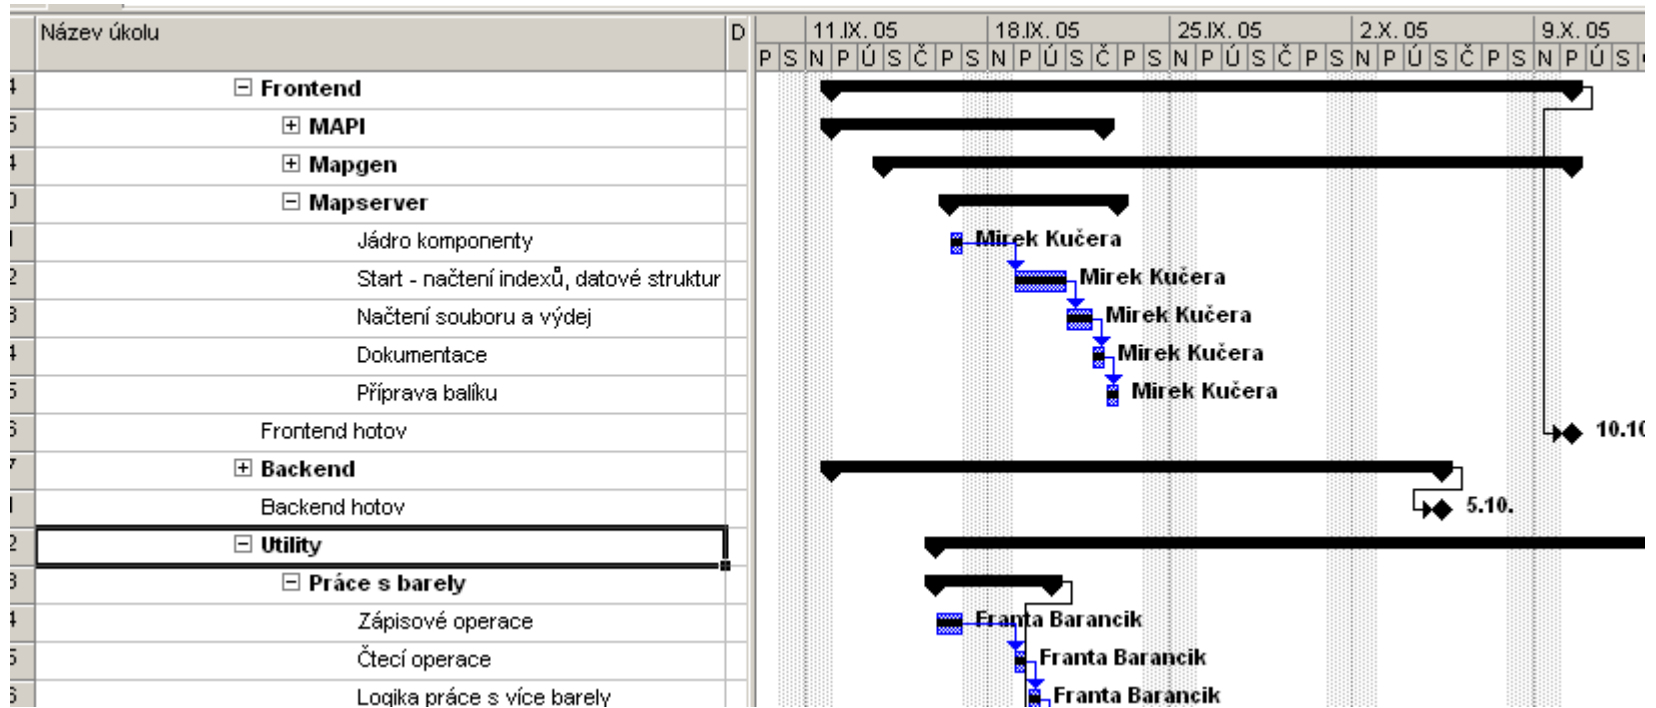 Název úkolu D 11.IX. 05 18.IX. 05 25.IX. 05 2.X. 05 9.X. 05
P S N P Ú S Č P S N P Ú S Č P S N P Ú S Č P S N P Ú S Č P S N P Ú S
Frontend
MAPI
Mapgen
Mapserver
Jádro komponenty Mirek Kučera
Start - načtení indexů, datové struktur Mirek Kučera
Načtení souboru a výdej Mirek Kučera
Dokumentace Mirek Kučera
Příprava balíku Mirek Kučera
Frontend hotov 10.10
Backend
Backend hotov 5.10.
Utility
Práce s barely
Zápisové operace Franta Barancik
Čtecí operace Franta Barancik
Logika práce s více barely Franta Barancik